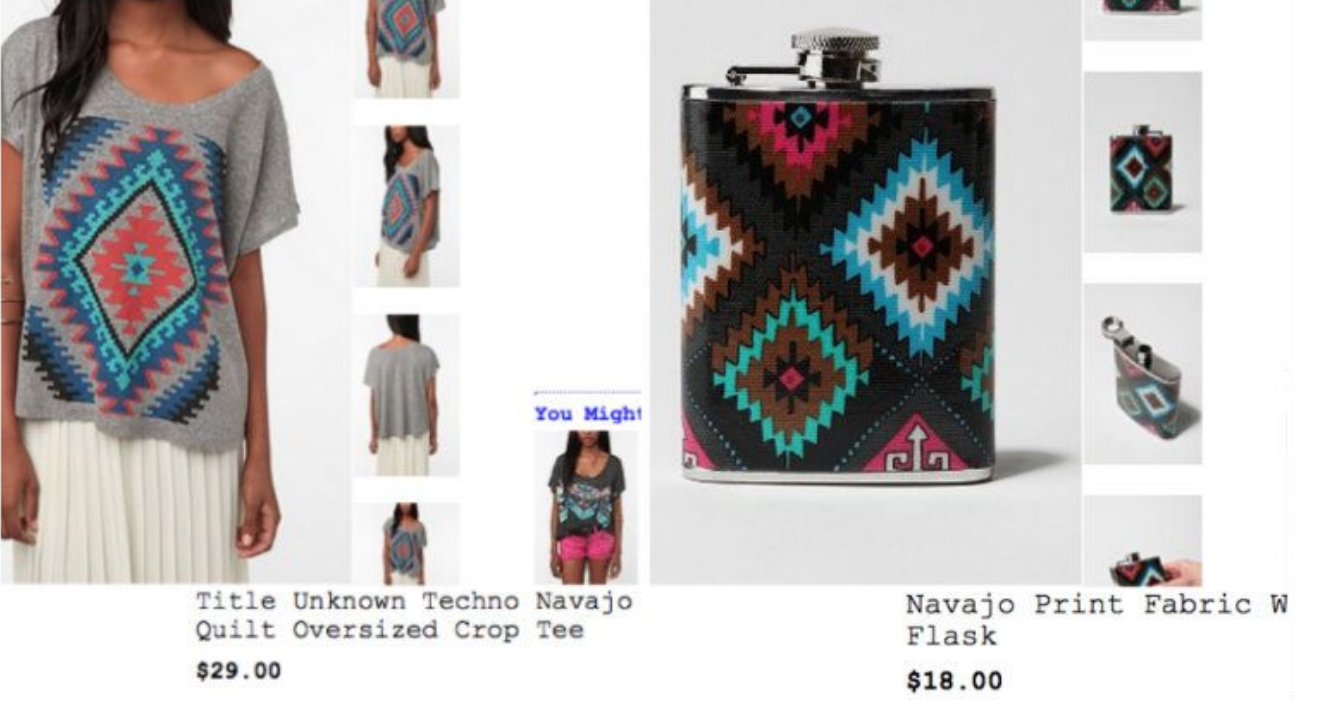 You Might
Title Unknown Techno Navajo
Quilt Oversized Crop Tee
$29.00
Navajo Print Fabric W
Flask
$18.00